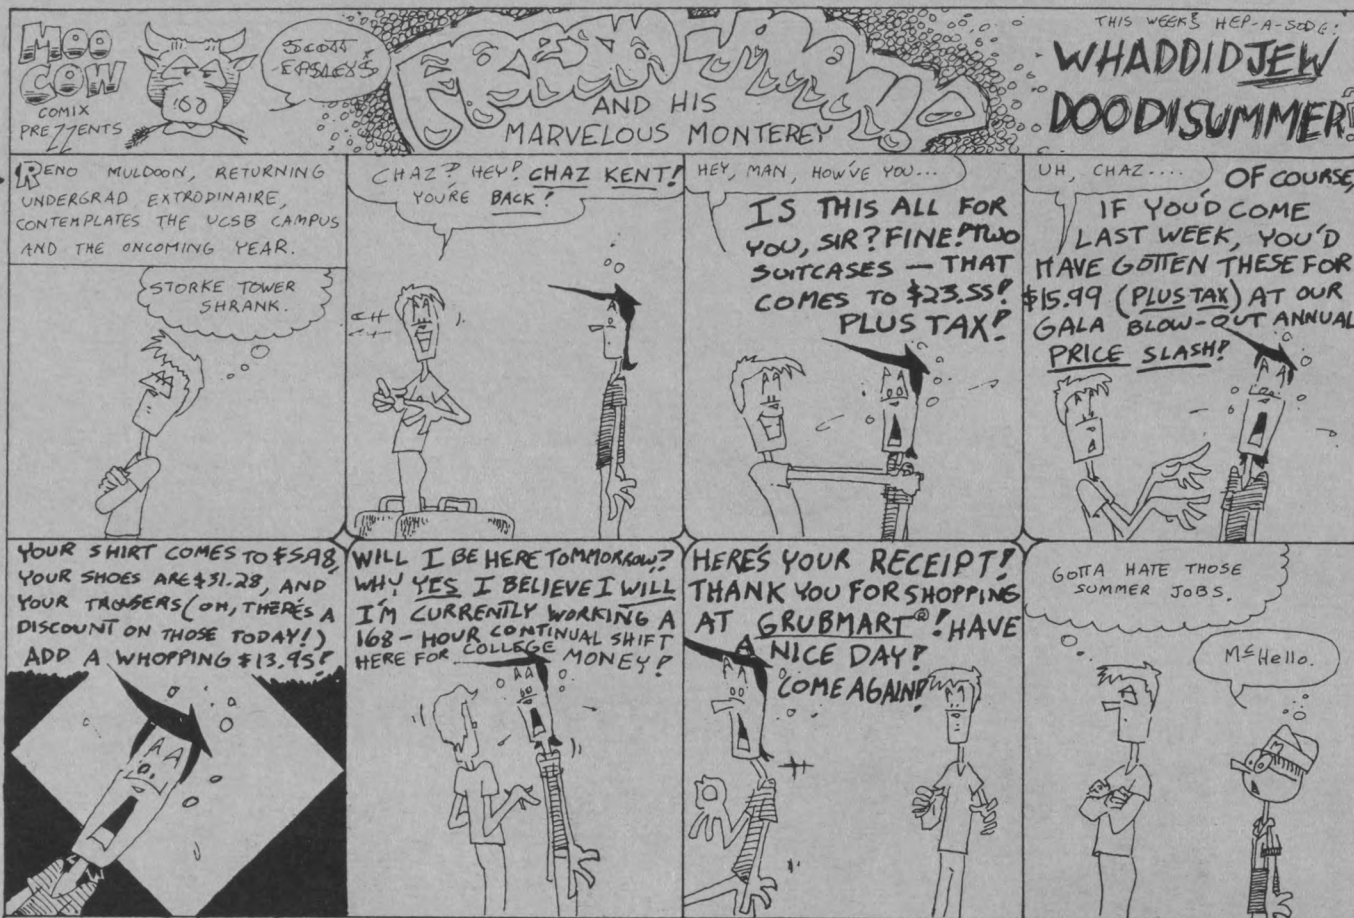 MOO
COW
COMIX
PREZZENTS
SCOTT
EPSLEY'S
FRESH
AND HIS
MARVELOUS MONTEREY
THIS WEEK'S HEP-A-SODE:
WHADDIDJEW
DOODISUMMER?
RENO MULDOON, RETURNING
UNDERGRAD EXTRODINAIRE,
CONTEMPLATES THE UCSB CAMPUS
AND THE ONCOMING YEAR.
STORKE TOWER
SHRANK.
CHAZ? HEY! CHAZ KENT!
YOU'RE BACK!
HEY, MAN, HOW'VE YOU...
IS THIS ALL FOR
YOU, SIR? FINE! TWO
SUITCASES — THAT
COMES TO $23.55!
PLUS TAX!
UH, CHAZ....
OF COURSE,
IF YOU'D COME
LAST WEEK, YOU'D
HAVE GOTTEN THESE FOR
$15.99 (PLUS TAX) AT OUR
GALA BLOW-OUT ANNUAL
PRICE SLASH!
YOUR SHIRT COMES TO $5.98,
YOUR SHOES ARE $31.28, AND
YOUR TROUSERS (OH, THERE'S A
DISCOUNT ON THOSE TODAY!)
ADD A WHOPPING $13.95!
WILL I BE HERE TOMMORROW?
WHY YES I BELIEVE I WILL
I'M CURRENTLY WORKING A
168-HOUR CONTINUAL SHIFT
HERE FOR COLLEGE MONEY!
HERE'S YOUR RECEIPT!
THANK YOU FOR SHOPPING
AT GRUBMART®! HAVE
A NICE DAY!
COME AGAIN!
GOTTA HATE THOSE
SUMMER JOBS.
McHello.